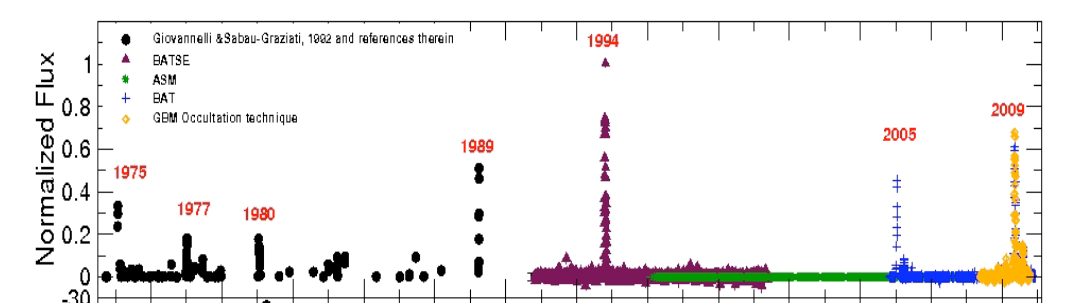 Giovannelli &Sabau-Graziati, 1992 and references therein
BATSE
ASM
BAT
GBM Occultation technique
1994
2009
2005
1989
1975
1977
1980
Normalized Flux
1
0.8
0.6
0.4
0.2
0
-30